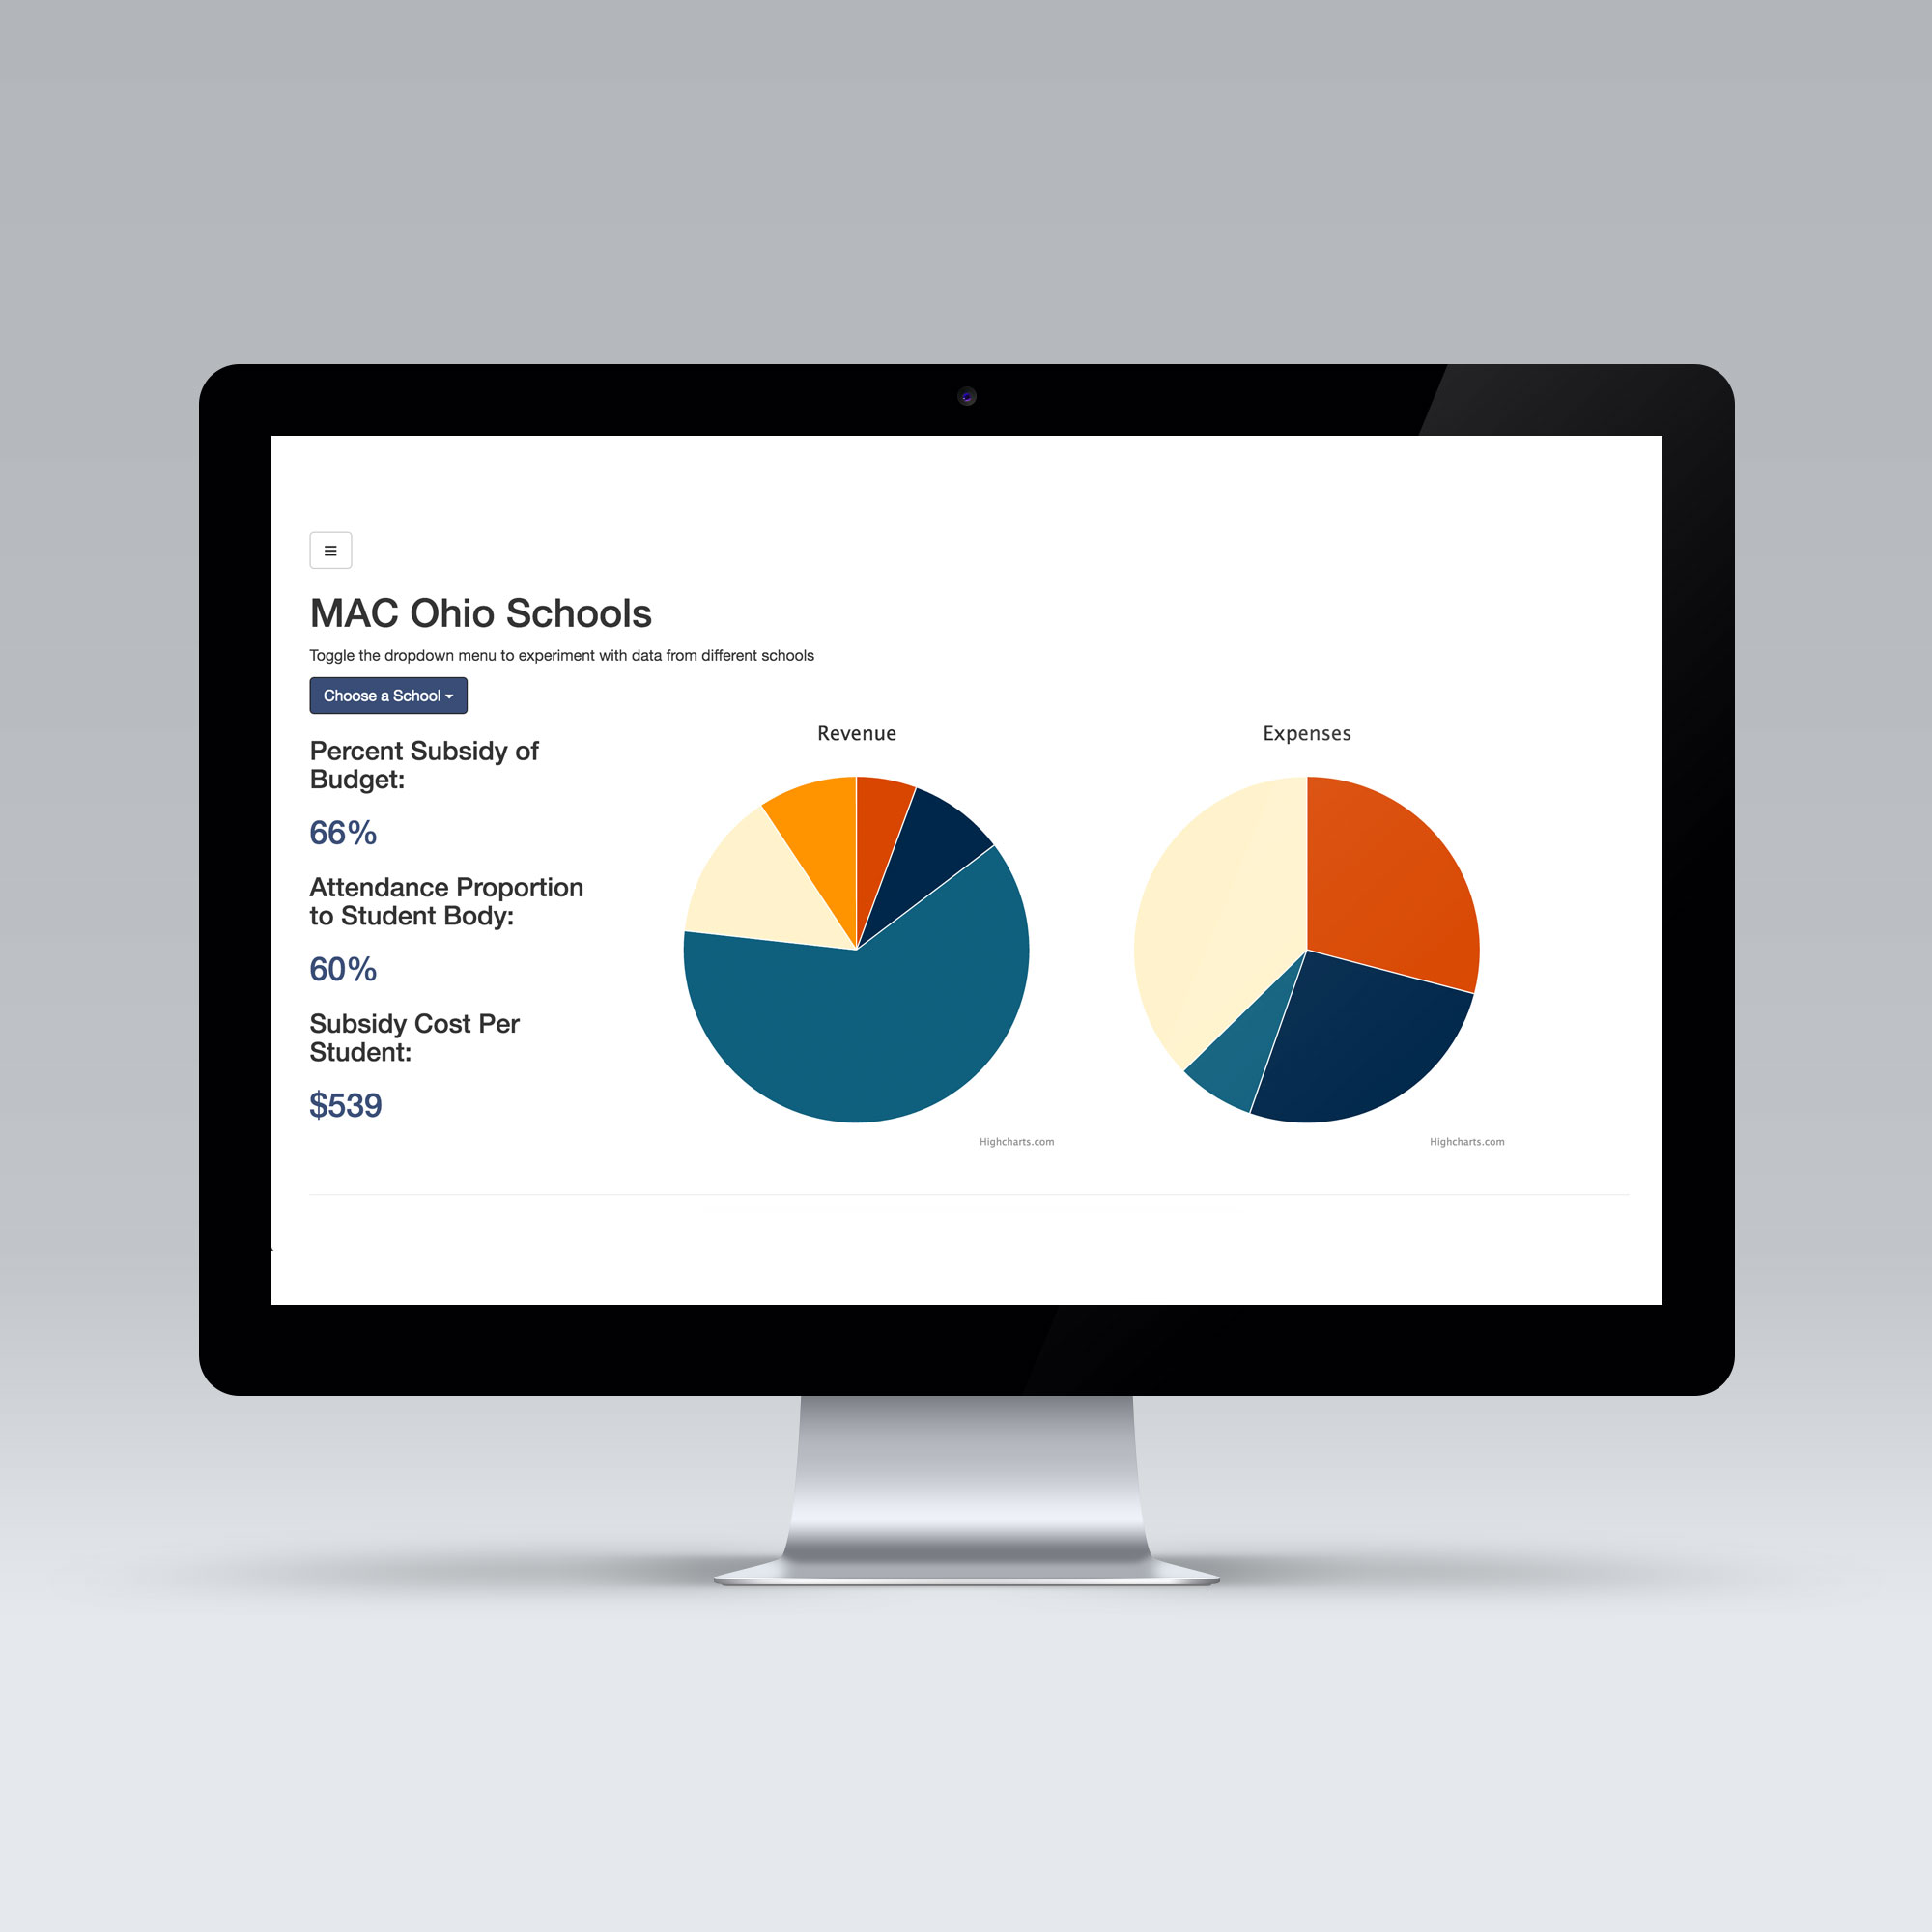 MAC Ohio Schools
Toggle the dropdown menu to experiment with data from different schools
Choose a School
Percent Subsidy of
Budget:
66%
Attendance Proportion
to Student Body:
60%
Subsidy Cost Per
Student:
$539
Revenue
Highcharts.com
Expenses
Highcharts.com